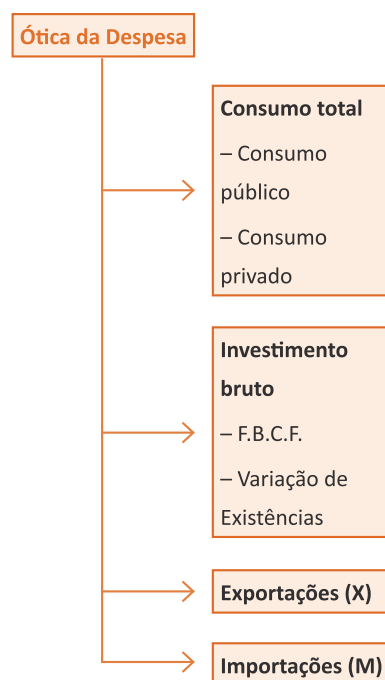 Ótica da Despesa
Consumo total
– Consumo
público
– Consumo
privado
Investimento
bruto
– F.B.C.F.
– Variação de
Existências
Exportações (X)
Importações (M)